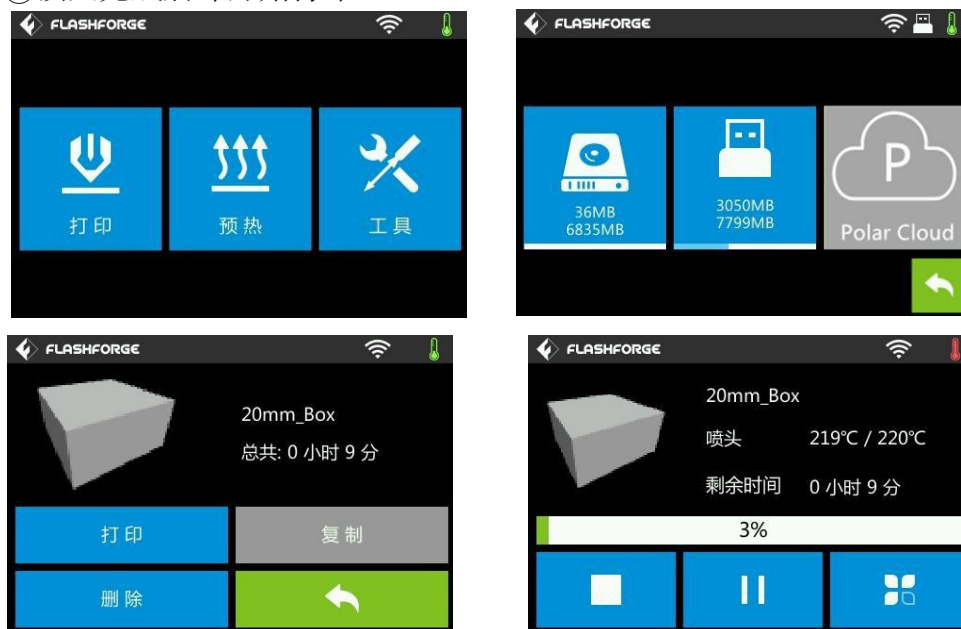 FLASHFORGE
打印
预热
工具
FLASHFORGE
36MB
6835MB
3050MB
7799MB
P
Polar Cloud
FLASHFORGE
20mm_Box
总共: 0 小时 9 分
打印
复制
删除
FLASHFORGE
20mm_Box
喷头 219℃ / 220℃
剩余时间 0 小时 9 分
3%